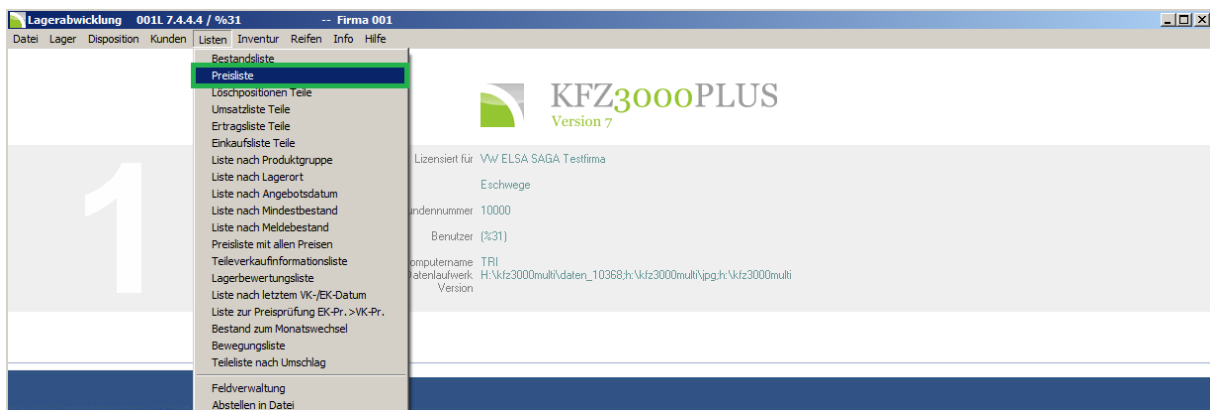 Lagerabwicklung 001L 7.4.4.4 / %31 -- Firma 001
Datei Lager Disposition Kunden Listen Inventur Reifen Info Hilfe
Bestandsliste
Preisliste
Löschpositionen Teile
Umsatzliste Teile
Ertragsliste Teile
Einkaufsliste Teile
Liste nach Produktgruppe
Liste nach Lagerort
Liste nach Angebotsdatum
Liste nach Mindestbestand
Liste nach Meldebestand
Preisliste mit allen Preisen
Teileverkaufinformationsliste
Lagerbewertungsliste
Liste nach letztem VK-/EK-Datum
Liste zur Preisprüfung EK-Pr.>VK-Pr.
Bestand zum Monatswechsel
Bewegungsliste
Teileliste nach Umschlag
Feldverwaltung
Abstellen in Datei
KFZ3000PLUS
Version 7
1
Lizensiert für VW ELSA SAGA Testfirma
Eschwege
undennummer 10000
Benutzer (%31)
omputername TRI
Datenlaufwerk H:\kfz3000multi\daten_10368;h:\kfz3000multi\jpg;h:\kfz3000multi
Version